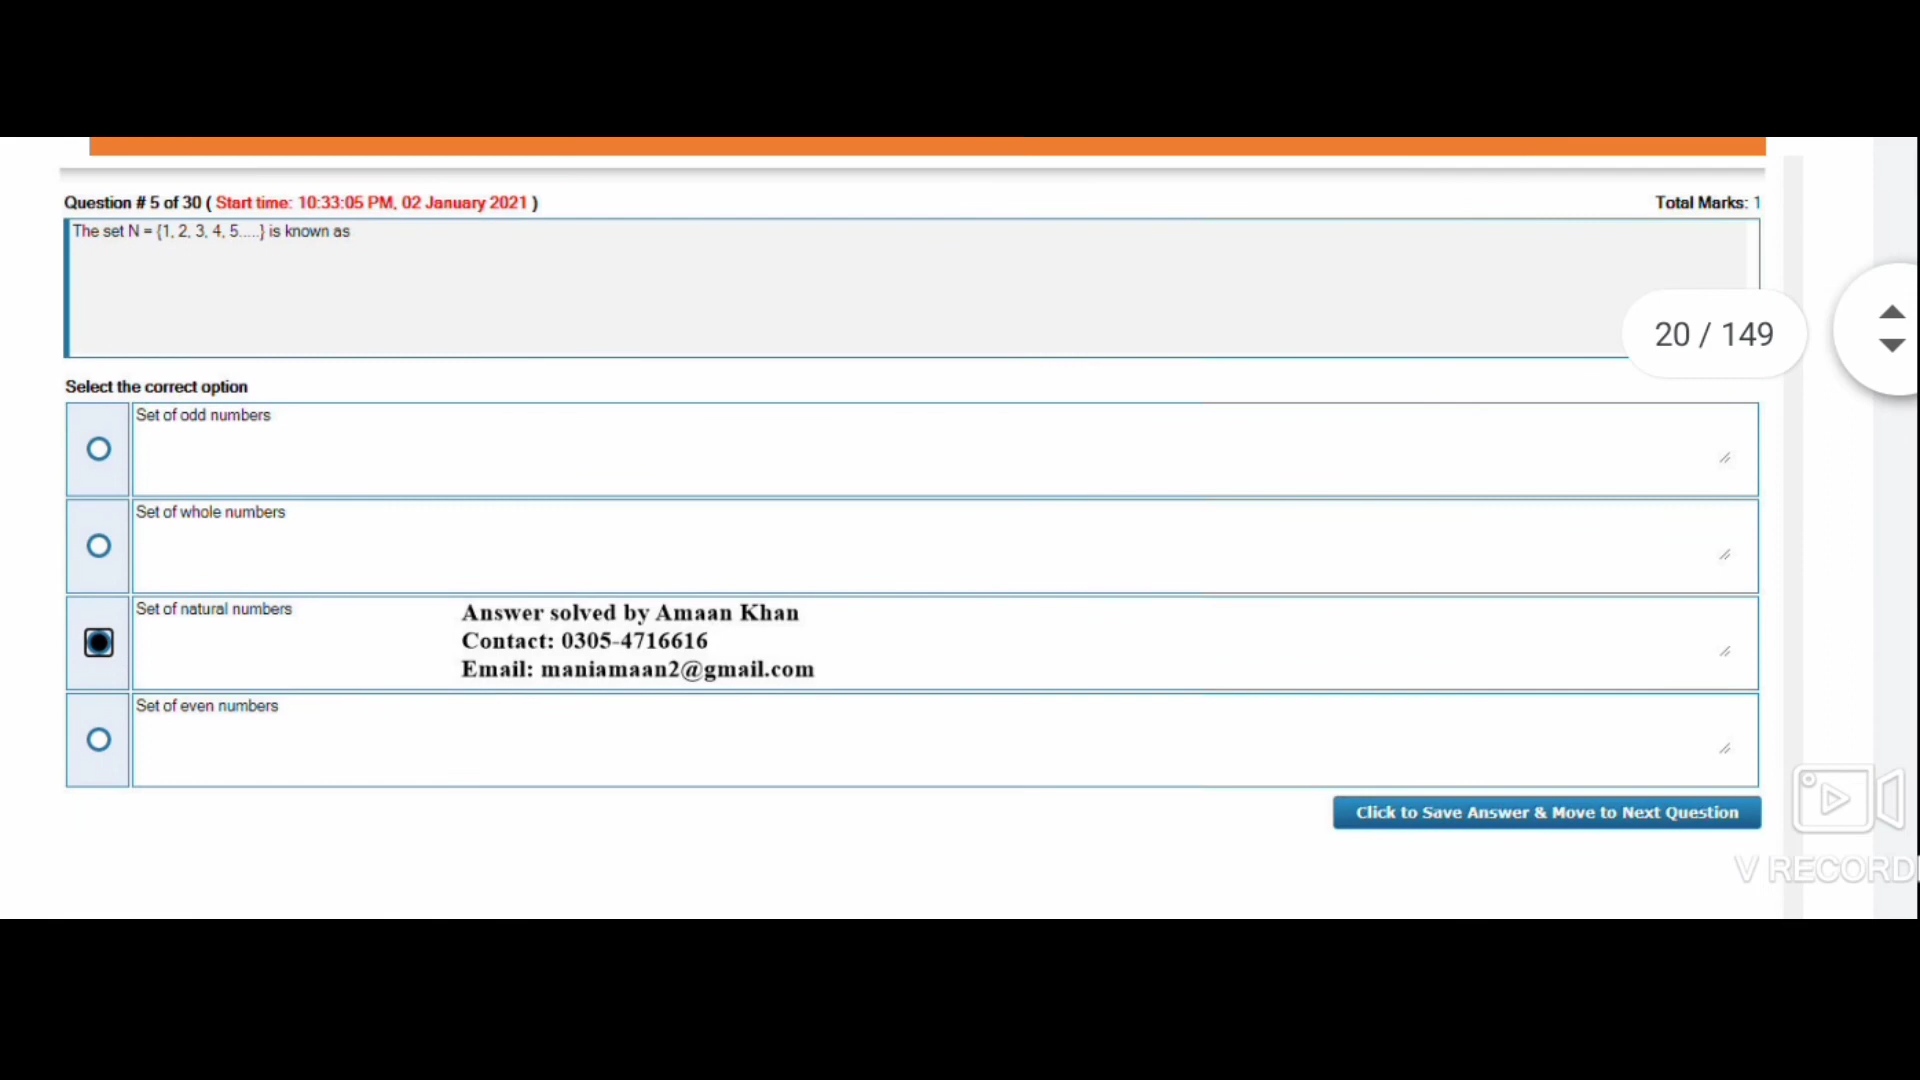 Question # 5 of 30 ( Start time: 10:33:05 PM, 02 January 2021 )
Total Marks: 1
The set N = {1, 2, 3, 4, 5.....} is known as
20 / 149
Select the correct option
Set of odd numbers
Set of whole numbers
Set of natural numbers
Answer solved by Amaan Khan
Contact: 0305-4716616
Email: maniamaan2@gmail.com
Set of even numbers
Click to Save Answer & Move to Next Question
V RECORD